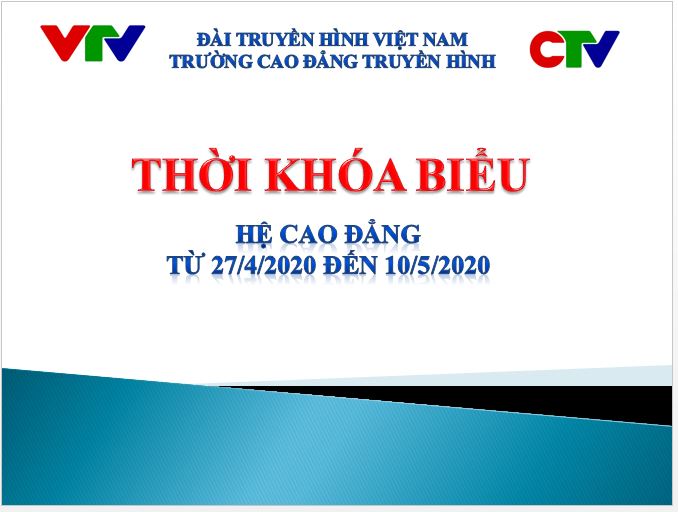 VTV
ĐÀI TRUYỀN HÌNH VIỆT NAM
TRƯỜNG CAO ĐẲNG TRUYỀN HÌNH
CTV
THỜI KHÓA BIỂU
HỆ CAO ĐẲNG
TỪ 27/4/2020 ĐẾN 10/5/2020